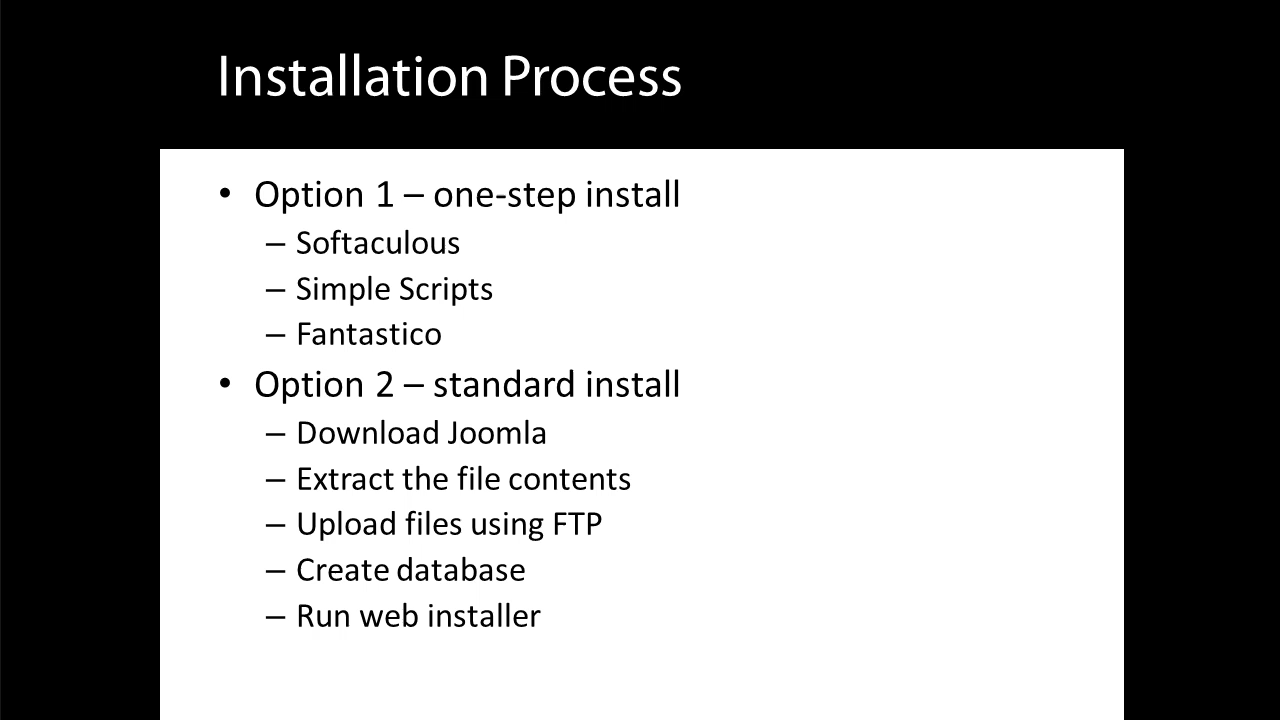 Installation Process
• Option 1 – one-step install
– Softaculous
– Simple Scripts
– Fantastico
• Option 2 – standard install
– Download Joomla
– Extract the file contents
– Upload files using FTP
– Create database
– Run web installer